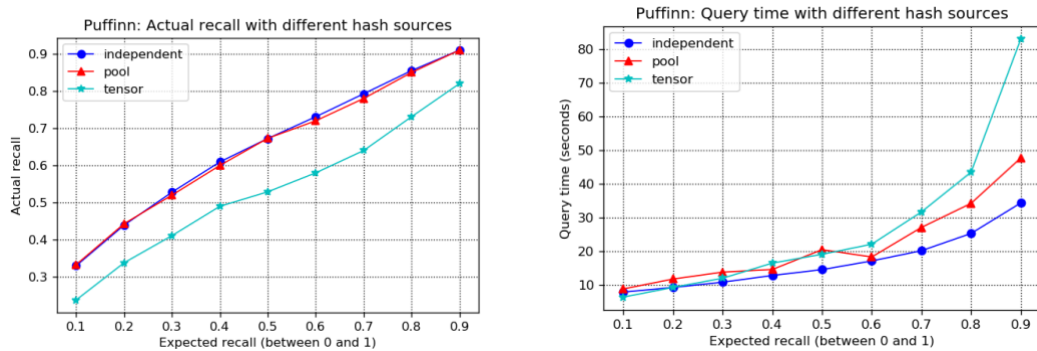 Puffinn: Actual recall with different hash sources
independent
pool
tensor
0.9
0.8
0.7
0.6
0.5
0.4
0.3
Actual recall
0.1 0.2 0.3 0.4 0.5 0.6 0.7 0.8 0.9
Expected recall (between 0 and 1)
Puffinn: Query time with different hash sources
independent
pool
tensor
80
70
60
50
40
30
20
10
Query time (seconds)
0.1 0.2 0.3 0.4 0.5 0.6 0.7 0.8 0.9
Expected recall (between 0 and 1)